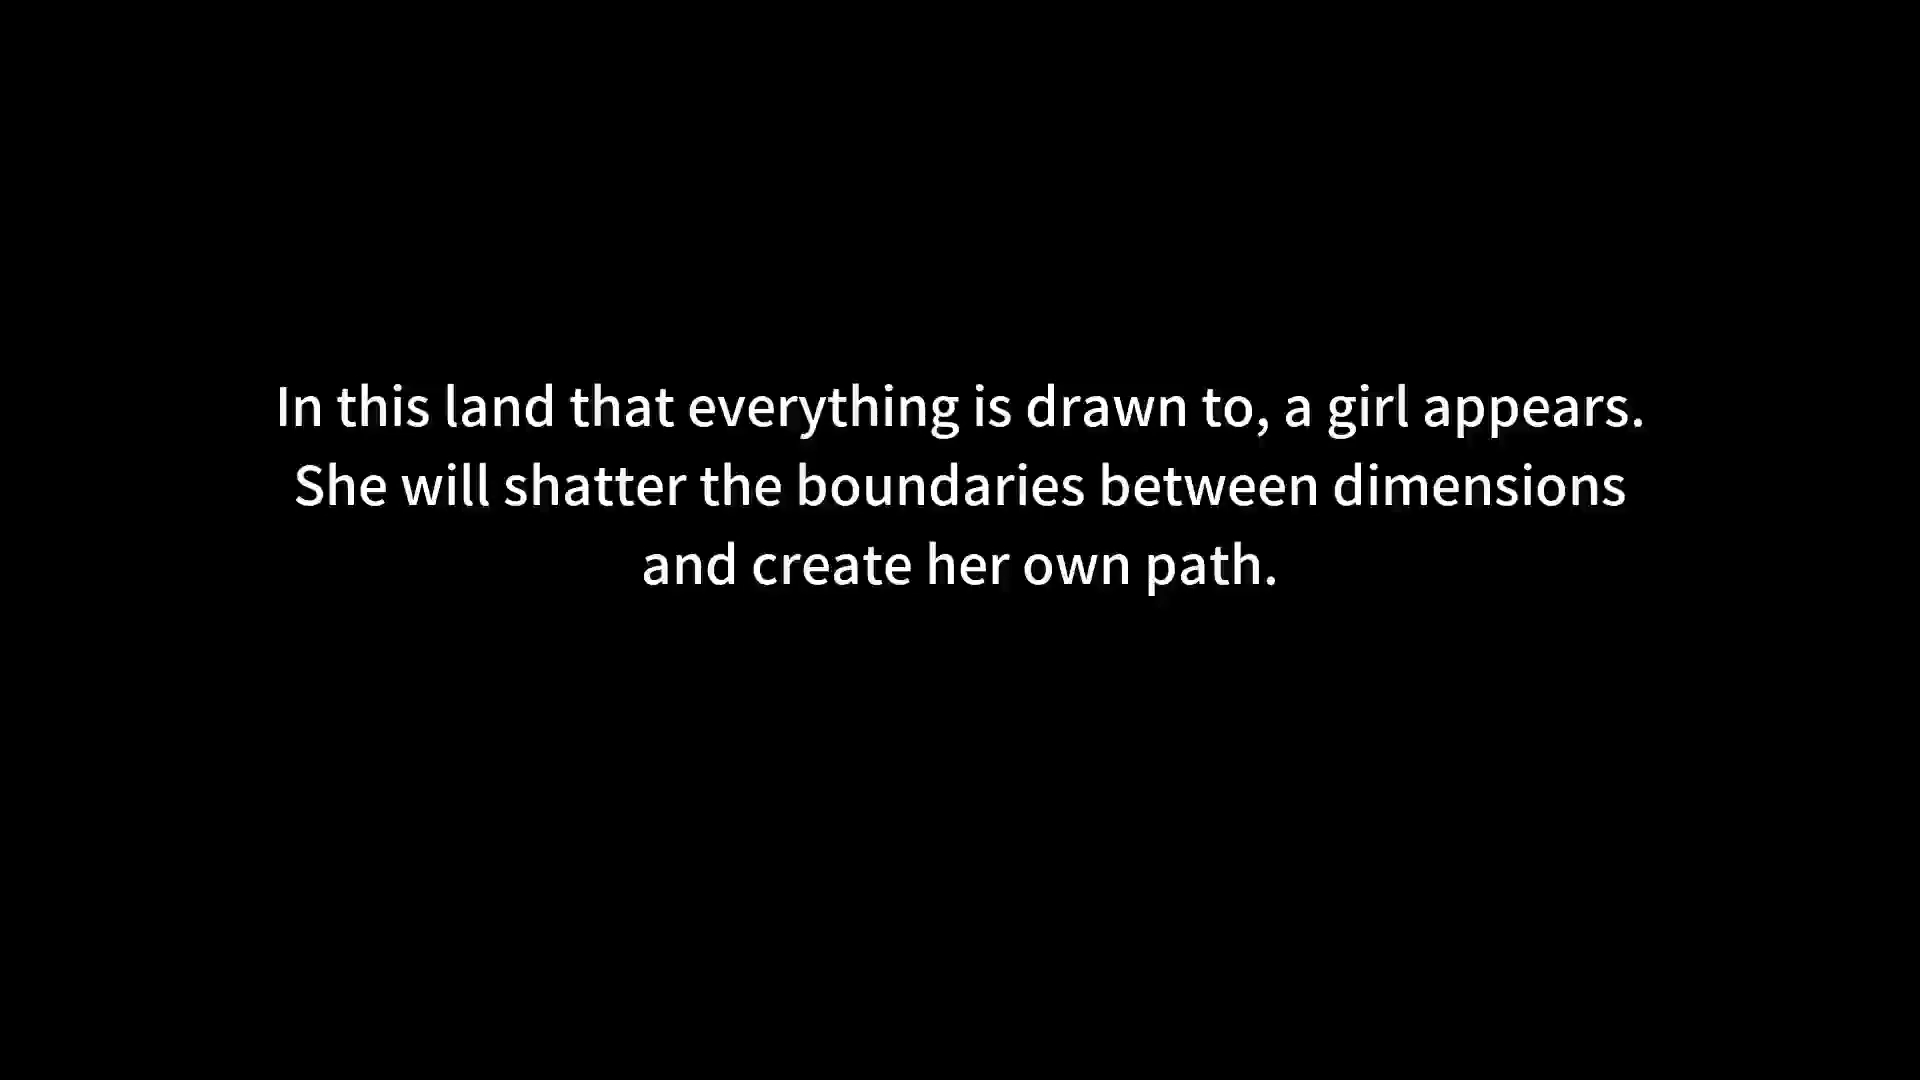 In this land that everything is drawn to, a girl appears.
She will shatter the boundaries between dimensions
and create her own path.